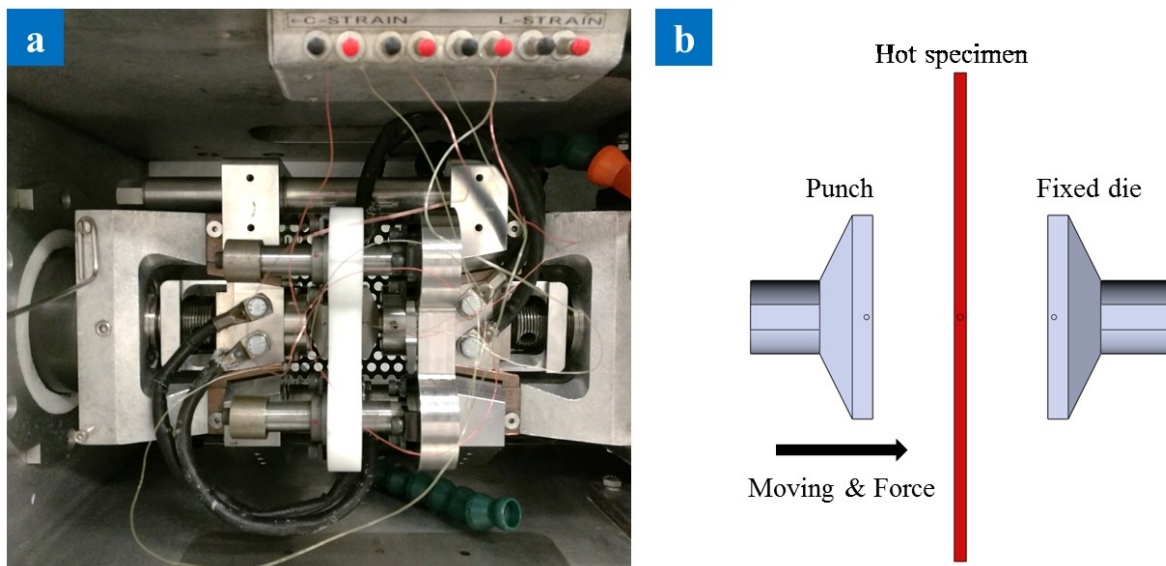 a
←C-STRAIN
L-STRAIN
b
Hot specimen
Punch
Fixed die
Moving & Force